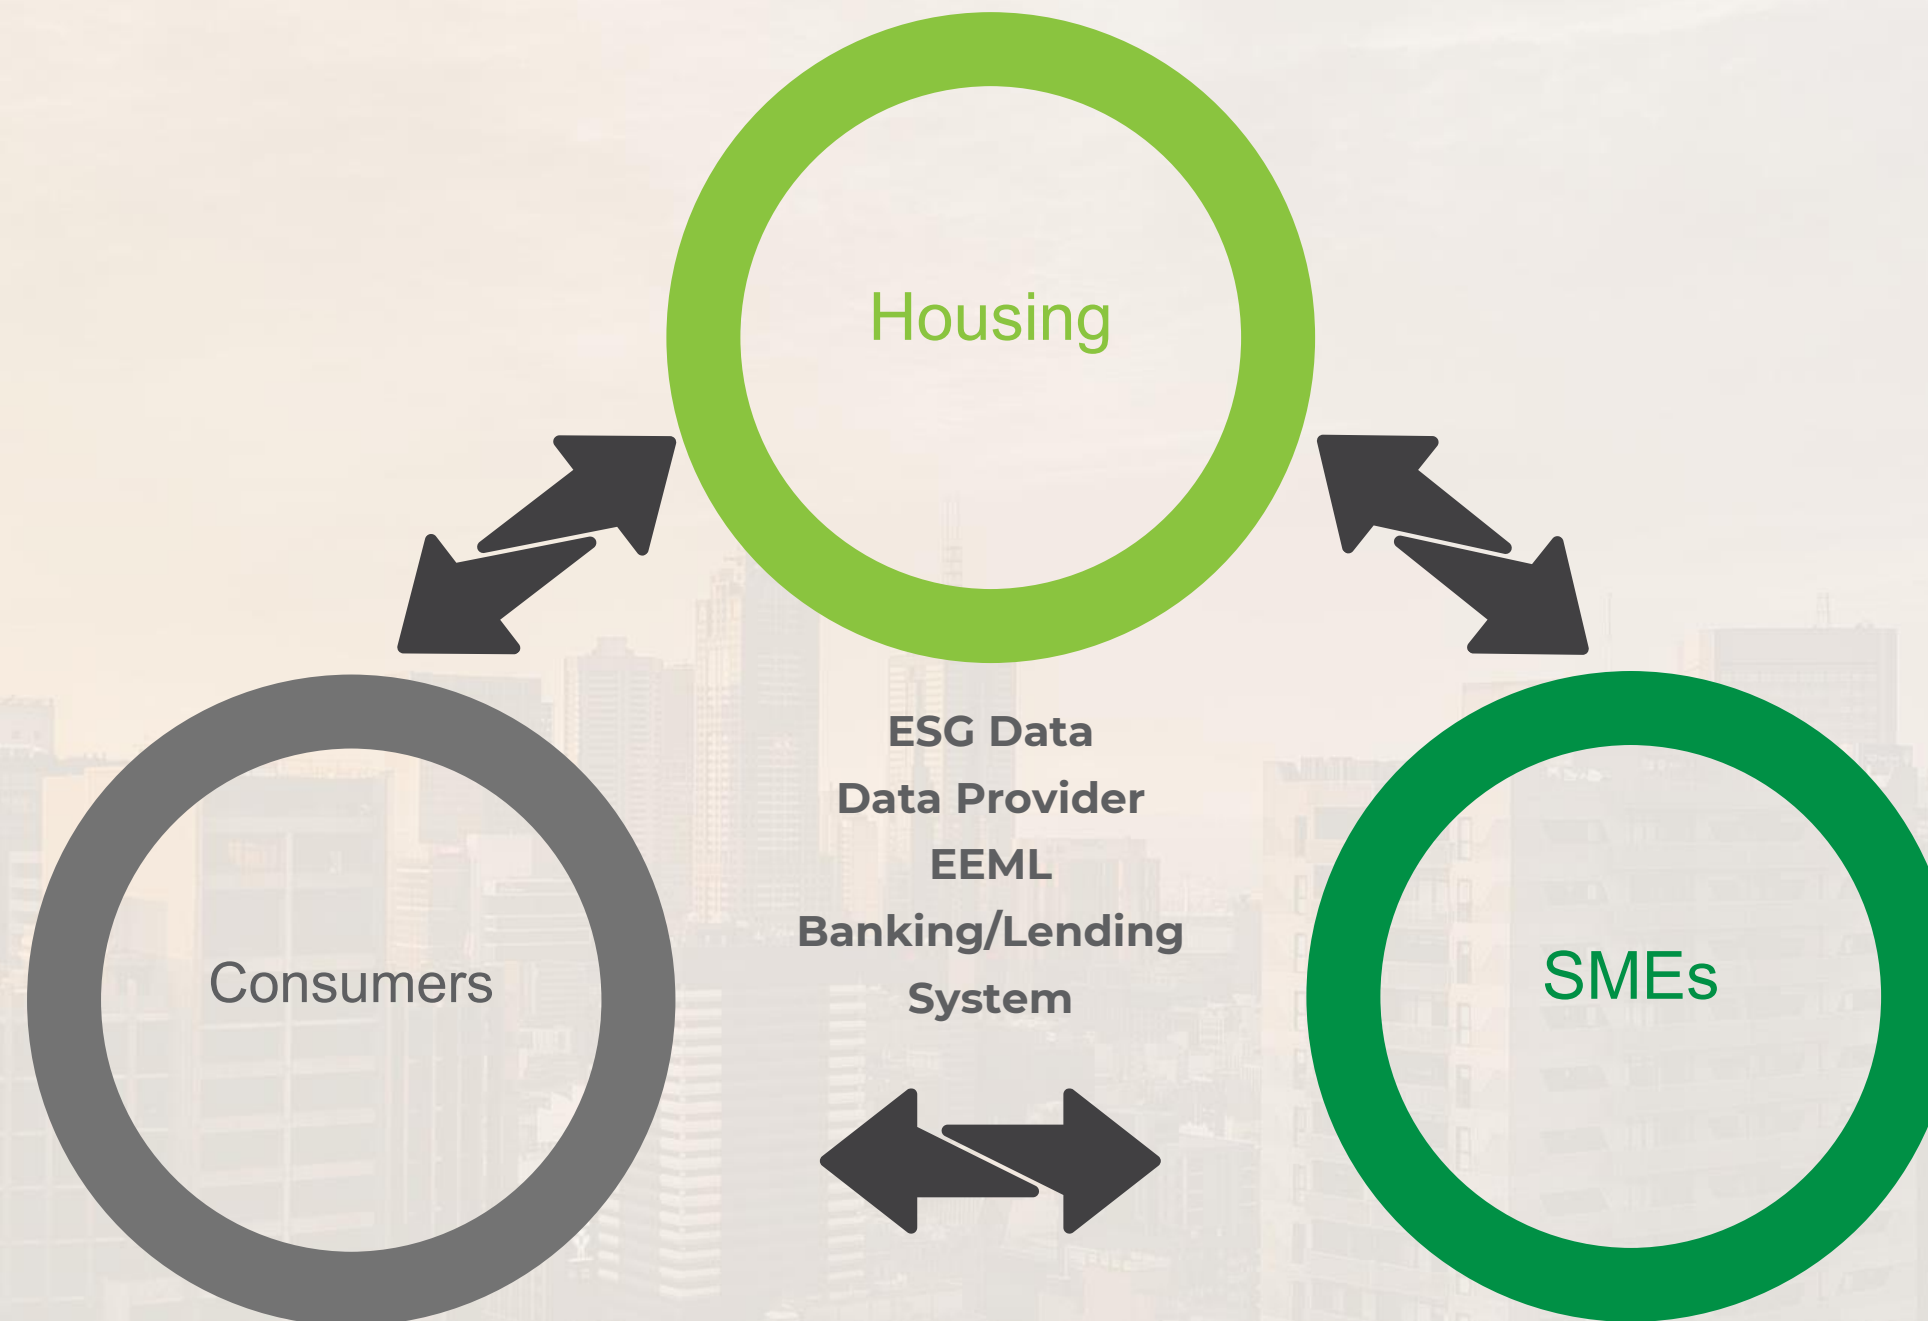 Housing
ESG Data
Data Provider
EEML
Banking/Lending
System
Consumers
SMEs